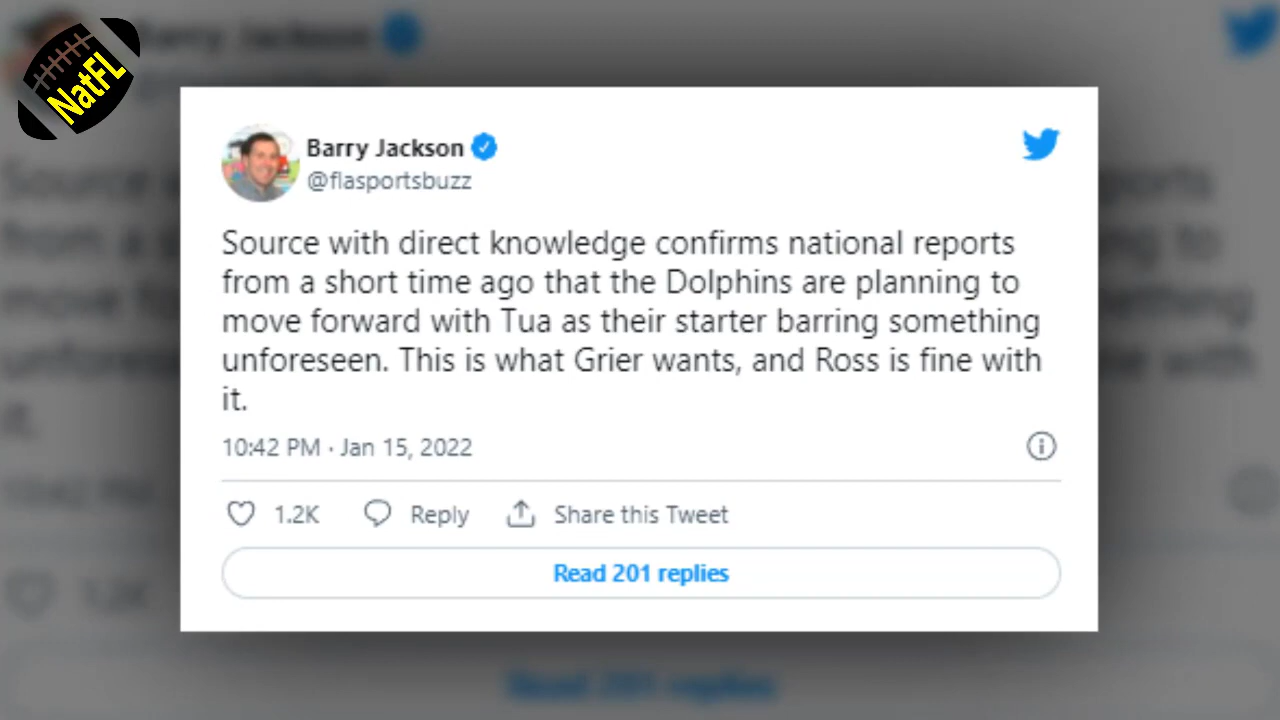 NatFL
Barry Jackson
@flasportsbuzz
Source with direct knowledge confirms national reports
from a short time ago that the Dolphins are planning to
move forward with Tua as their starter barring something
unforeseen. This is what Grier wants, and Ross is fine with
it.
10:42 PM · Jan 15, 2022
1.2K Reply Share this Tweet
Read 201 replies